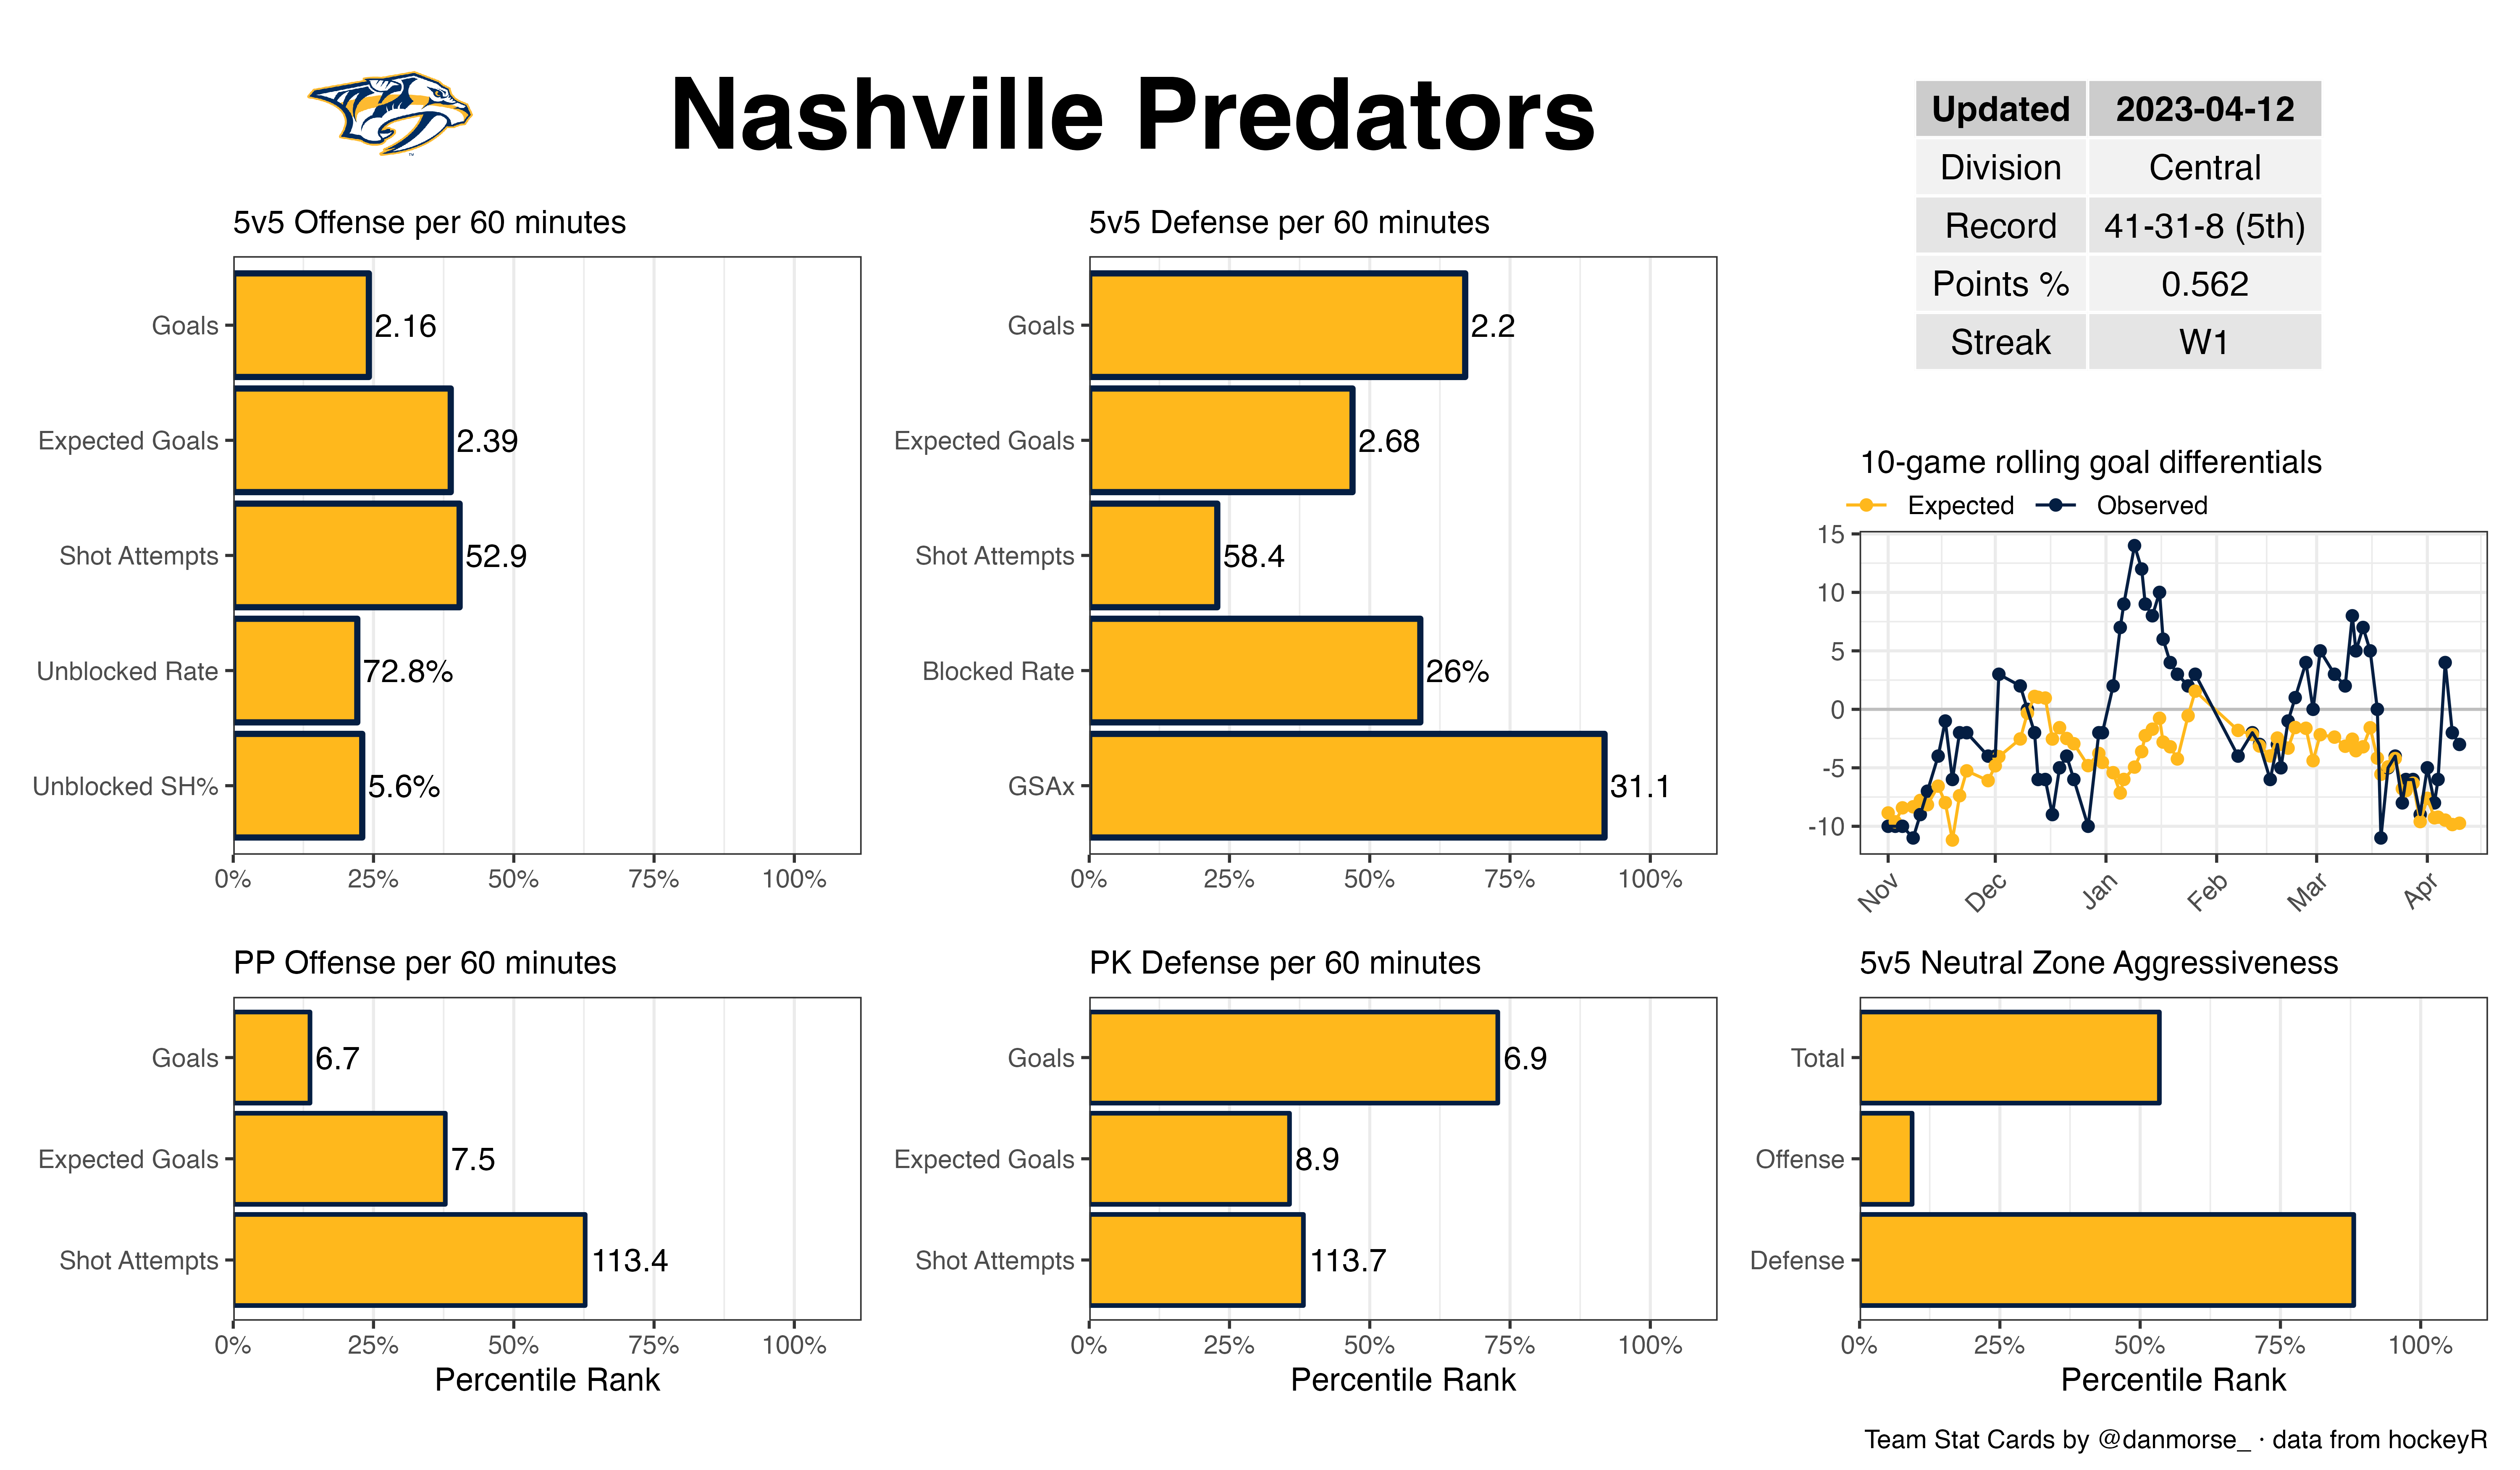 Nashville Predators
Updated 2023-04-12
Division Central
Record 41-31-8 (5th)
Points % 0.562
Streak W1
5v5 Offense per 60 minutes
Goals 2.16
Expected Goals 2.39
Shot Attempts 52.9
Unblocked Rate 72.8%
Unblocked SH% 5.6%
0% 25% 50% 75% 100%
5v5 Defense per 60 minutes
Goals 2.2
Expected Goals 2.68
Shot Attempts 58.4
Blocked Rate 26%
GSAx 31.1
0% 25% 50% 75% 100%
10-game rolling goal differentials
Expected Observed
15
10
5
0
-5
-10
Nov Dec Jan Feb Mar Apr
PP Offense per 60 minutes
Goals 6.7
Expected Goals 7.5
Shot Attempts 113.4
0% 25% 50% 75% 100%
Percentile Rank
PK Defense per 60 minutes
Goals 6.9
Expected Goals 8.9
Shot Attempts 113.7
0% 25% 50% 75% 100%
Percentile Rank
5v5 Neutral Zone Aggressiveness
Total
Offense
Defense
0% 25% 50% 75% 100%
Percentile Rank
Team Stat Cards by @danmorse_ · data from hockeyR